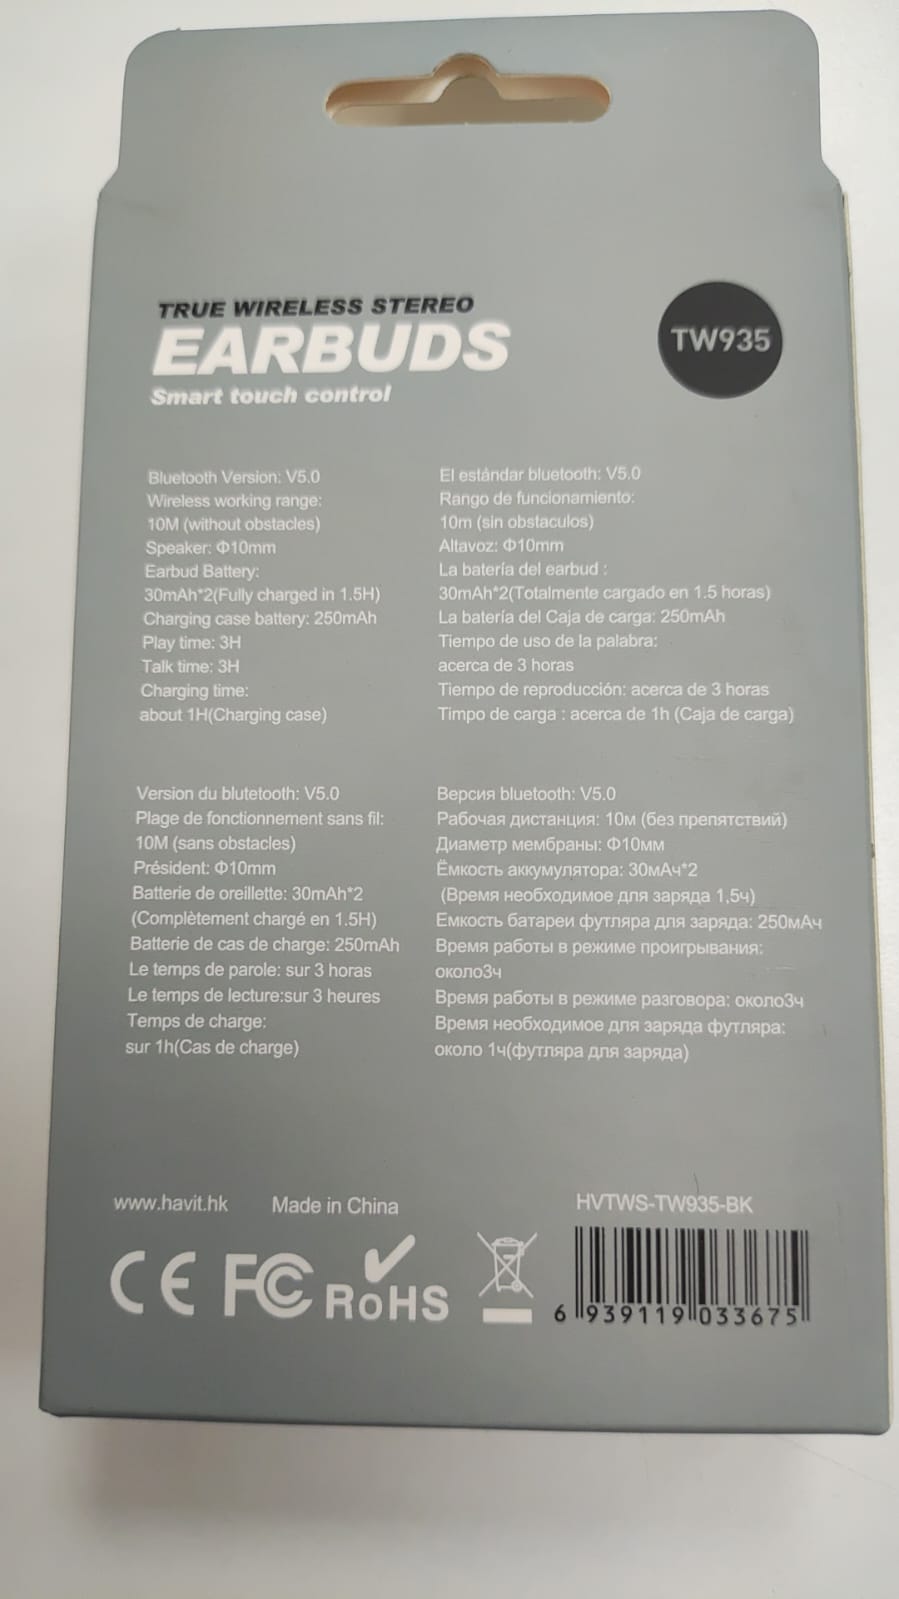 TRUE WIRELESS STEREO
EARBUDS
Smart touch control
TW935
Bluetooth Version: V5.0
Wireless working range:
10M (without obstacles)
Speaker: Φ10mm
Earbud Battery:
30mAh*2(Fully charged in 1.5H)
Charging case battery: 250mAh
Play time: 3H
Talk time: 3H
Charging time:
about 1H(Charging case)
El estándar bluetooth: V5.0
Rango de funcionamiento:
10m (sin obstaculos)
Altavoz: Φ10mm
La batería del earbud :
30mAh*2(Totalmente cargado en 1.5 horas)
La batería del Caja de carga: 250mAh
Tiempo de uso de la palabra:
acerca de 3 horas
Tiempo de reproducción: acerca de 3 horas
Timpo de carga : acerca de 1h (Caja de carga)
Version du blutetooth: V5.0
Plage de fonctionnement sans fil:
10M (sans obstacles)
Président: Φ10mm
Batterie de oreillette: 30mAh*2
(Complètement chargé en 1.5H)
Batterie de cas de charge: 250mAh
Le temps de parole: sur 3 horas
Le temps de lecture:sur 3 heures
Temps de charge:
sur 1h(Cas de charge)
Версия bluetooth: V5.0
Рабочая дистанция: 10м (без препятствий)
Диаметр мембраны: Ф10мм
Ёмкость аккумулятора: 30мАч*2
(Время необходимое для заряда 1,5ч)
Емкость батареи футляра для заряда: 250мАч
Время работы в режиме проигрывания:
около3ч
Время работы в режиме разговора: около3ч
Время необходимое для заряда футляра:
около 1ч(футляра для заряда)
www.havit.hk
Made in China
HVTWS-TW935-BK
CE FC RoHS
6 939119 033675